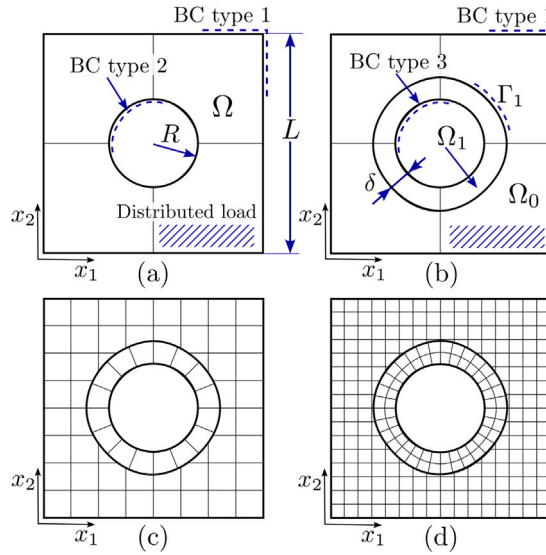 BC type 1
BC type 2
Ω
R
L
Distributed load
x₂
x₁
(a)
BC type 1
BC type 3
Γ₁
Ω₁
δ
Ω₀
x₂
x₁
(b)
x₂
x₁
(c)
x₂
x₁
(d)